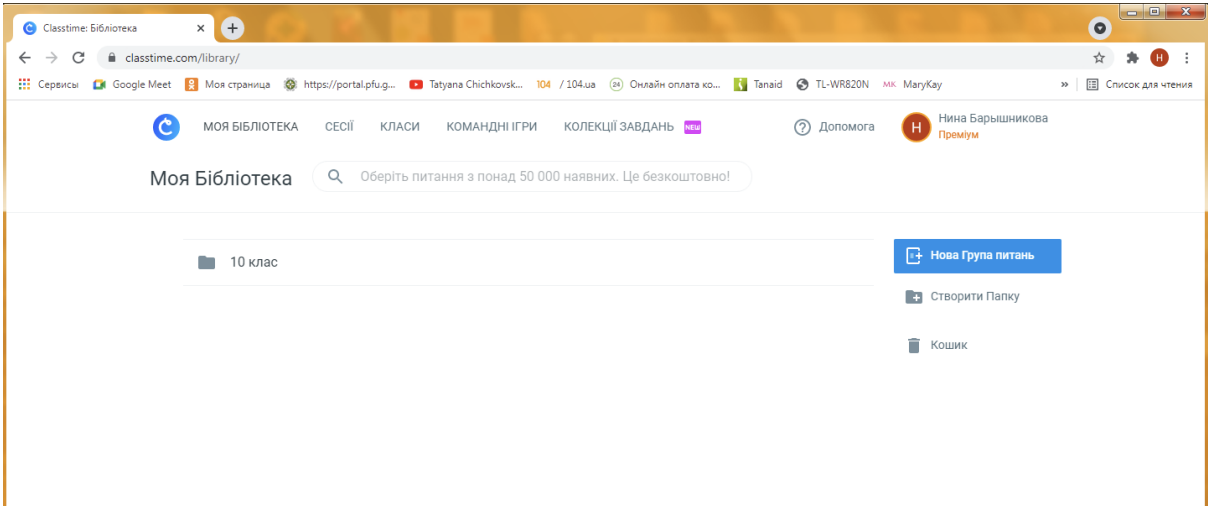 Classtime: Бібліотека
classtime.com/library/
Н
Сервисы Google Meet Моя страница https://portal.pfu.g... Tatyana Chichkovsk... 104 / 104.ua 24 Онлайн оплата ко... Tanaid TL-WR820N MK MaryKay » Список для чтения
МОЯ БІБЛІОТЕКА СЕСІЇ КЛАСИ КОМАНДНІ ІГРИ КОЛЕКЦІЇ ЗАВДАНЬ NEW Допомога Н Нина Барышникова
Преміум
Моя Бібліотека Оберіть питання з понад 50 000 наявних. Це безкоштовно!
10 клас
Нова Група питань
Створити Папку
Кошик